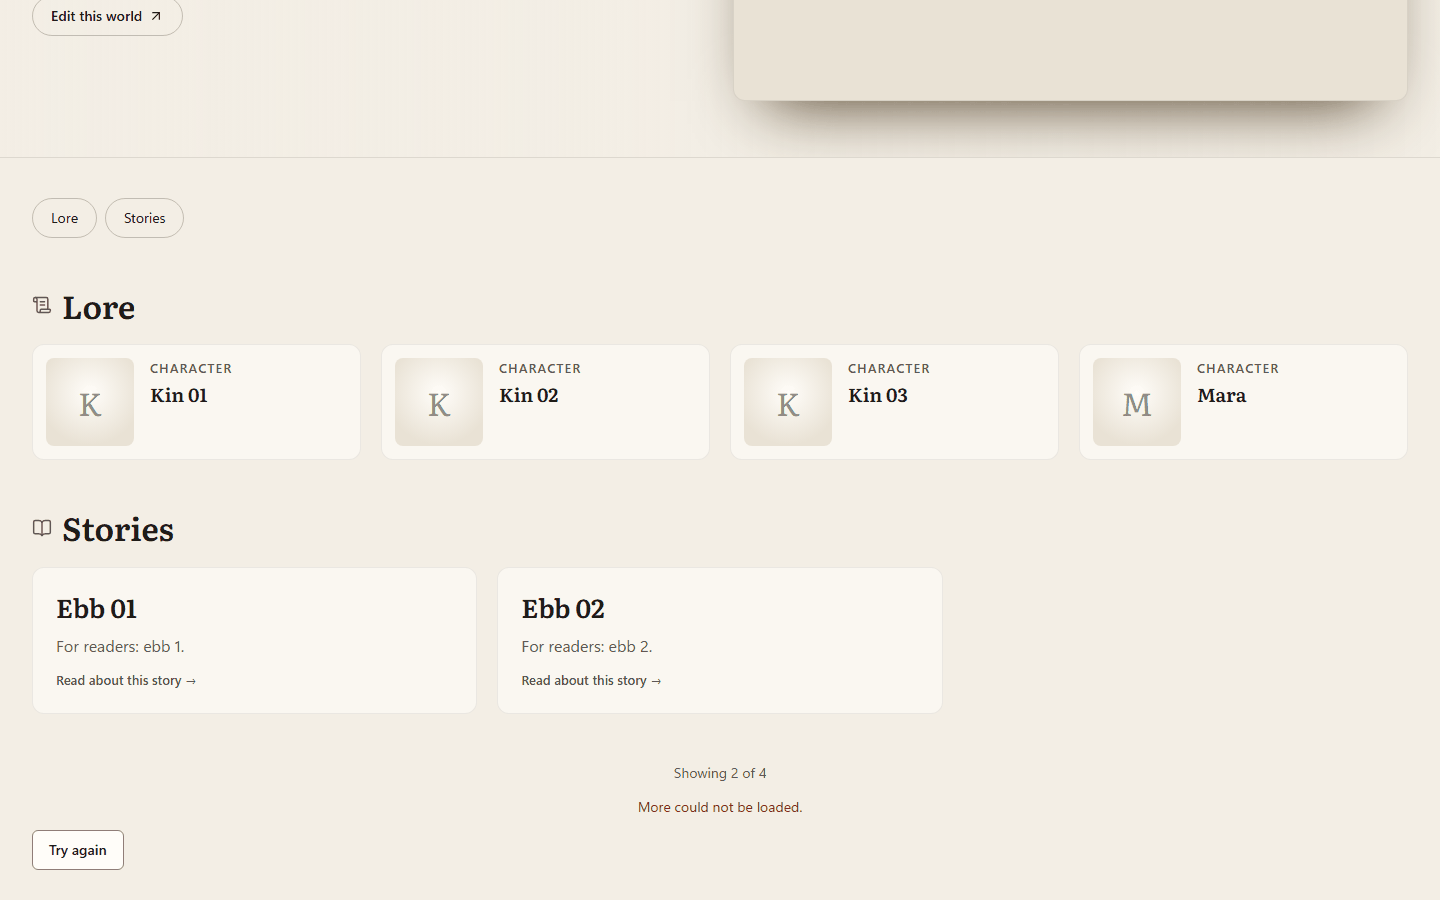 Edit this world
Lore
Stories
Lore
K
CHARACTER
Kin 01
K
CHARACTER
Kin 02
K
CHARACTER
Kin 03
M
CHARACTER
Mara
Stories
Ebb 01
For readers: ebb 1.
Read about this story →
Ebb 02
For readers: ebb 2.
Read about this story →
Showing 2 of 4
More could not be loaded.
Try again